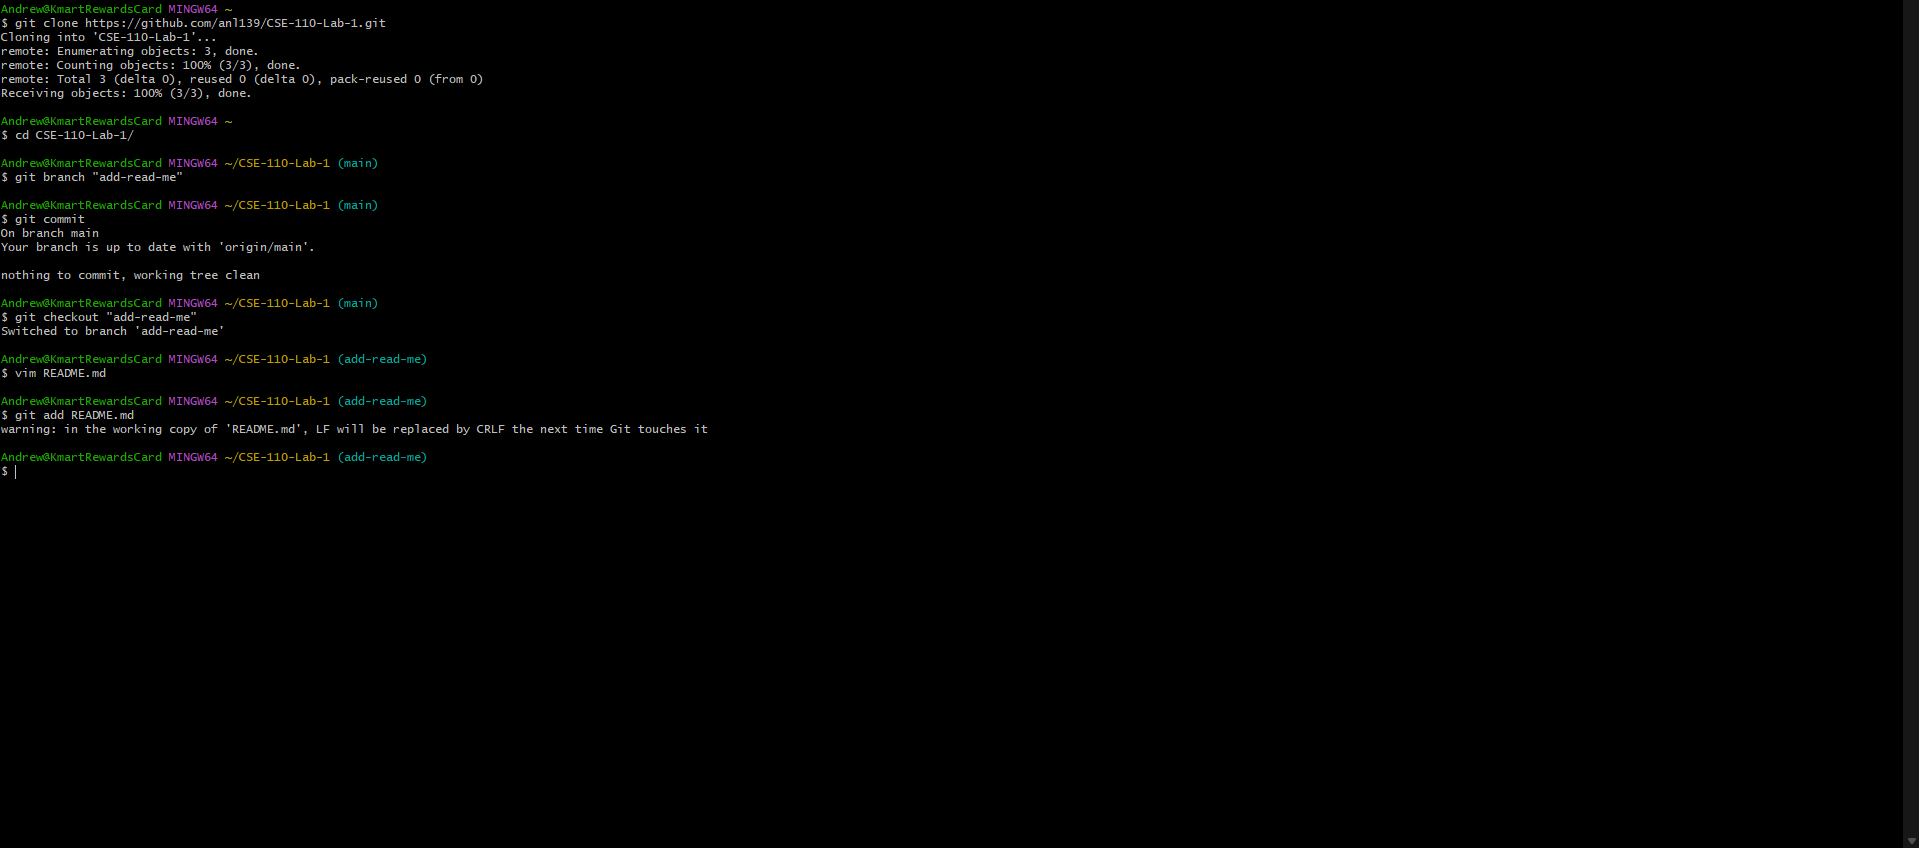 Andrew@KmartRewardsCard MINGW64 ~
$ git clone https://github.com/anl139/CSE-110-Lab-1.git
Cloning into 'CSE-110-Lab-1'...
remote: Enumerating objects: 3, done.
remote: Counting objects: 100% (3/3), done.
remote: Total 3 (delta 0), reused 0 (delta 0), pack-reused 0 (from 0)
Receiving objects: 100% (3/3), done.
Andrew@KmartRewardsCard MINGW64 ~
$ cd CSE-110-Lab-1/
Andrew@KmartRewardsCard MINGW64 ~/CSE-110-Lab-1 (main)
$ git branch "add-read-me"
Andrew@KmartRewardsCard MINGW64 ~/CSE-110-Lab-1 (main)
$ git commit
On branch main
Your branch is up to date with 'origin/main'.
nothing to commit, working tree clean
Andrew@KmartRewardsCard MINGW64 ~/CSE-110-Lab-1 (main)
$ git checkout "add-read-me"
Switched to branch 'add-read-me'
Andrew@KmartRewardsCard MINGW64 ~/CSE-110-Lab-1 (add-read-me)
$ vim README.md
Andrew@KmartRewardsCard MINGW64 ~/CSE-110-Lab-1 (add-read-me)
$ git add README.md
warning: in the working copy of 'README.md', LF will be replaced by CRLF the next time Git touches it
Andrew@KmartRewardsCard MINGW64 ~/CSE-110-Lab-1 (add-read-me)
$